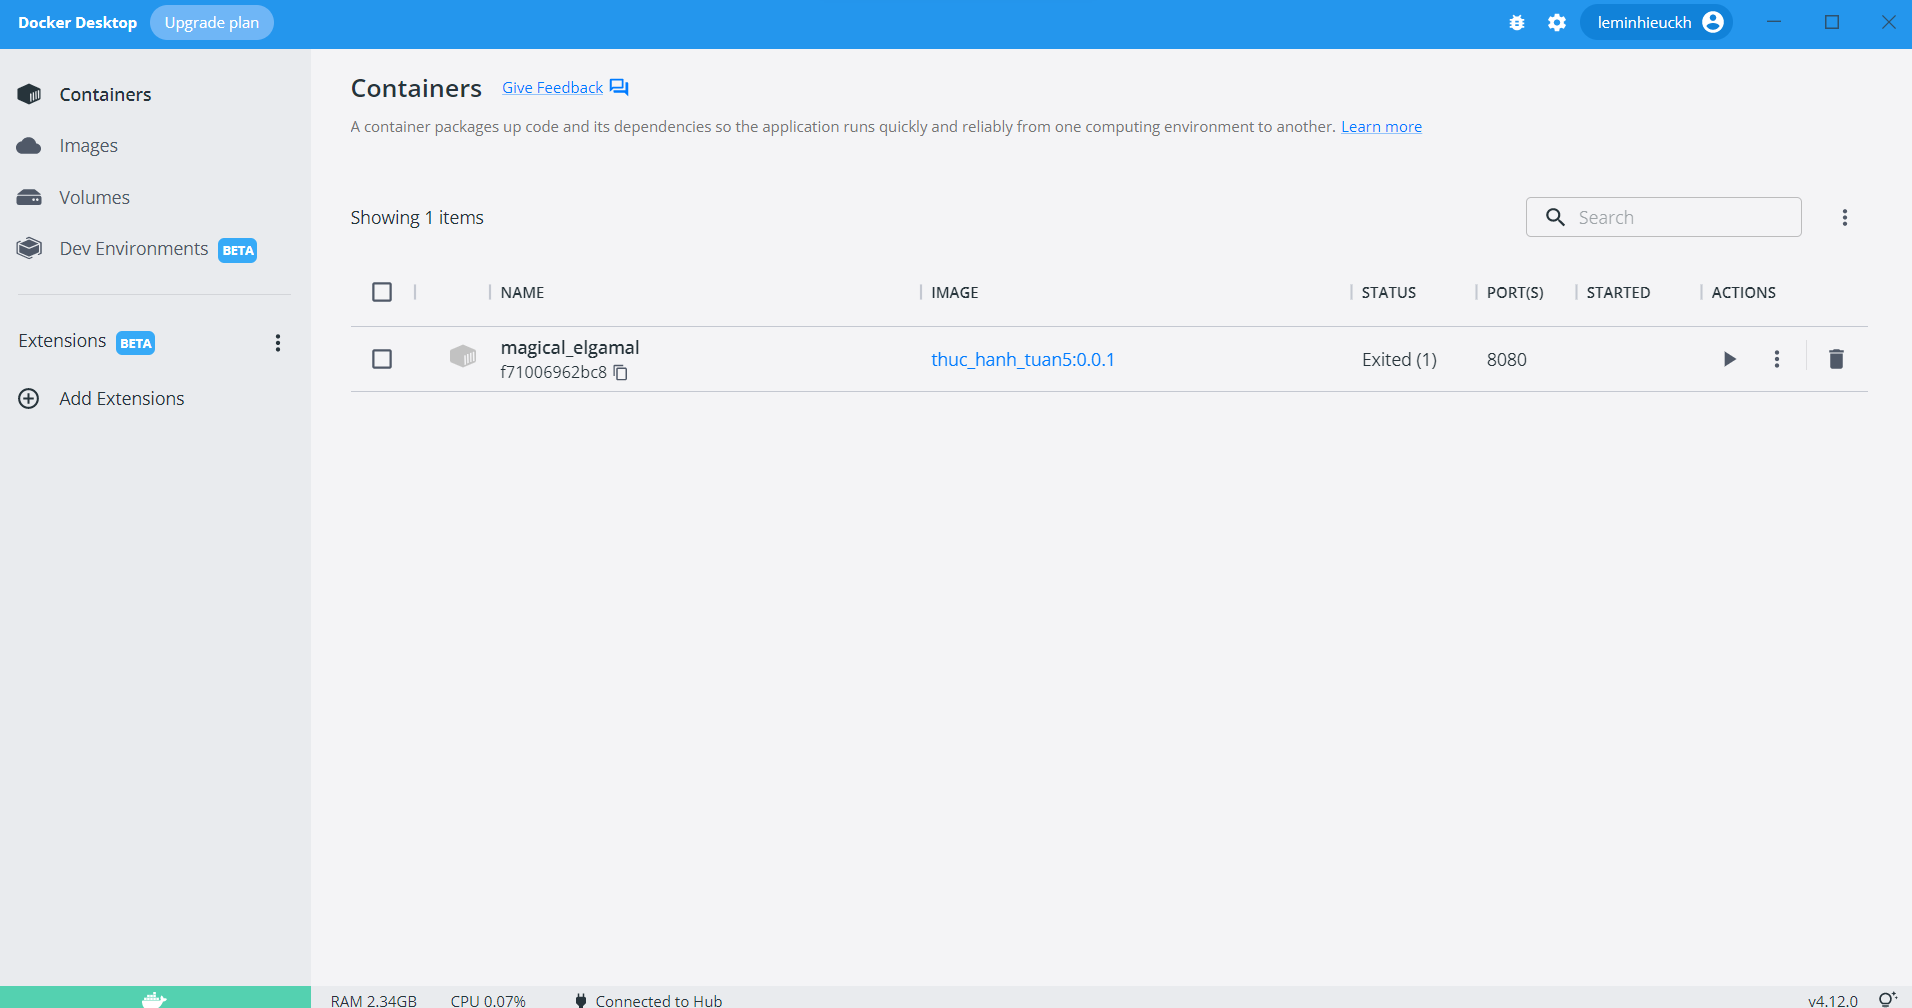 Docker Desktop Upgrade plan leminhieuckh
Containers
Images
Volumes
Dev Environments BETA
Extensions BETA
Add Extensions
Containers Give Feedback
A container packages up code and its dependencies so the application runs quickly and reliably from one computing environment to another. Learn more
Showing 1 items Search
NAME IMAGE STATUS PORT(S) STARTED ACTIONS
magical_elgamal thuc_hanh_tuan5:0.0.1 Exited (1) 8080
f71006962bc8
RAM 2.34GB CPU 0.07% Connected to Hub v4.12.0